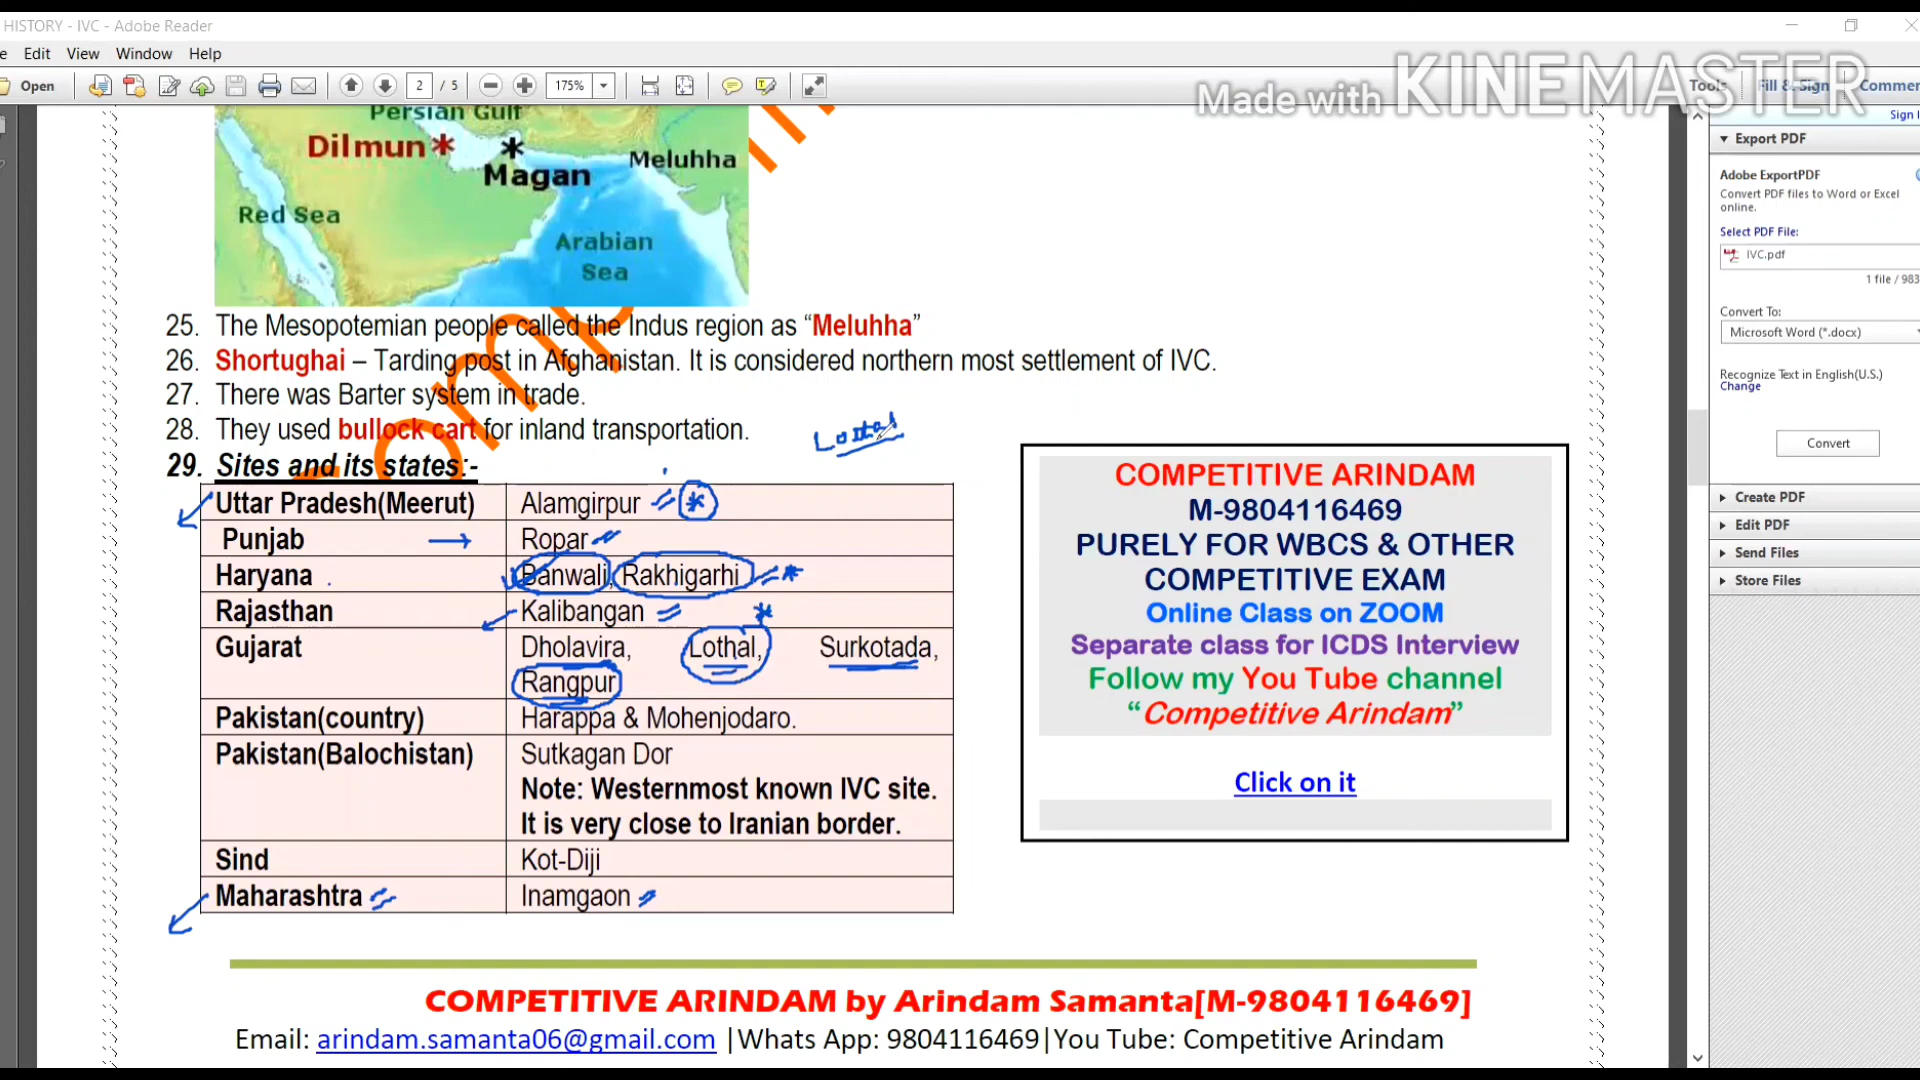 HISTORY - IVC - Adobe Reader
Edit View Window Help
Open 2 / 5 175% Tools Fill & Sign Commen
Made with KINEMASTER
Sign I
Persian Gulf
Dilmun* *
Magan
Meluhha
Red Sea
Arabian
Sea
25. The Mesopotemian people called the Indus region as “Meluhha”
26. Shortughai – Tarding post in Afghanistan. It is considered northern most settlement of IVC.
27. There was Barter system in trade.
28. They used bullock cart for inland transportation.
29. Sites and its states:-
Uttar Pradesh(Meerut) Alamgirpur *
Punjab Ropar
Haryana Banwali, Rakhigarhi *
Rajasthan Kalibangan *
Gujarat Dholavira, Lothal, Surkotada,
Rangpur
Pakistan(country) Harappa & Mohenjodaro.
Pakistan(Balochistan) Sutkagan Dor
Note: Westernmost known IVC site.
It is very close to Iranian border.
Sind Kot-Diji
Maharashtra Inamgaon
COMPETITIVE ARINDAM
M-9804116469
PURELY FOR WBCS & OTHER
COMPETITIVE EXAM
Online Class on ZOOM
Separate class for ICDS Interview
Follow my You Tube channel
“Competitive Arindam”
Click on it
COMPETITIVE ARINDAM by Arindam Samanta[M-9804116469]
Email: arindam.samanta06@gmail.com |Whats App: 9804116469|You Tube: Competitive Arindam
Export PDF
Adobe ExportPDF
Convert PDF files to Word or Excel
online.
Select PDF File:
IVC.pdf
1 file / 983
Convert To:
Microsoft Word (*.docx)
Recognize Text in English(U.S.)
Change
Convert
Create PDF
Edit PDF
Send Files
Store Files